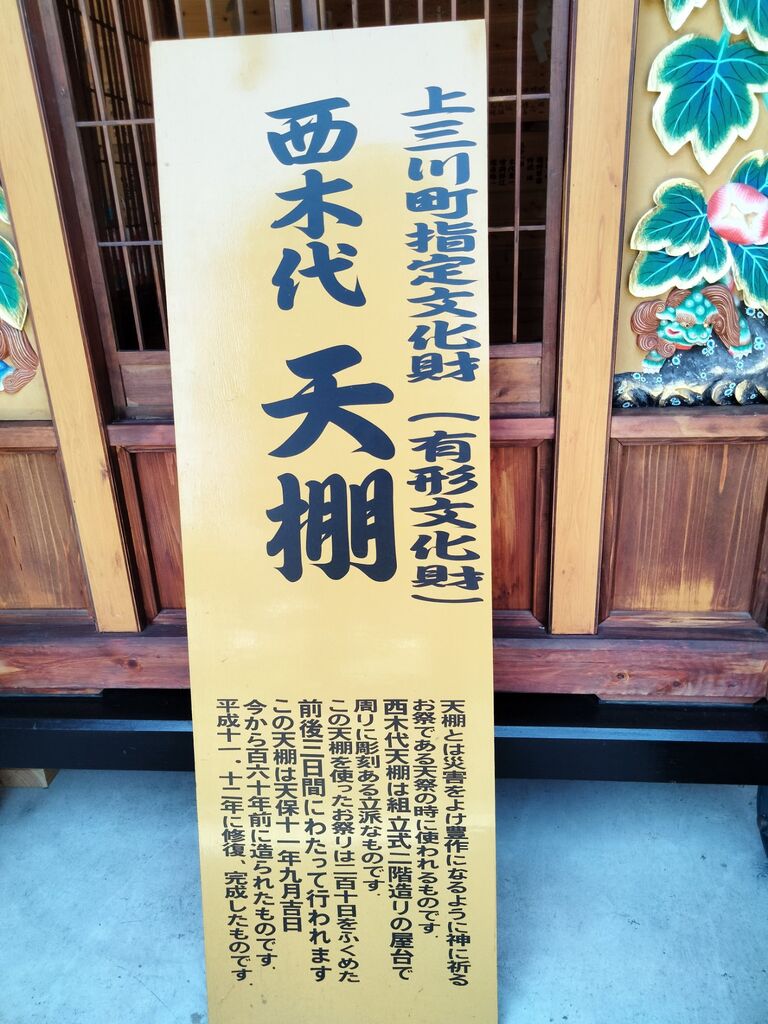 上三川町指定文化財(有形文化財)
西木代 天棚
天棚とは災害をよけ豊作になるように神に祈る
お祭である天祭の時に使われるものです.
西木代天棚は組立式二階造りの屋台で
周りに彫刻ある立派なものです.
この天棚を使ったお祭りは二百十日をふくめた
前後三日間にわたって行われます
この天棚は天保十一年九月吉日
今から百六十年前に造られたものです.
平成十一.十二年に修復、完成したものです.